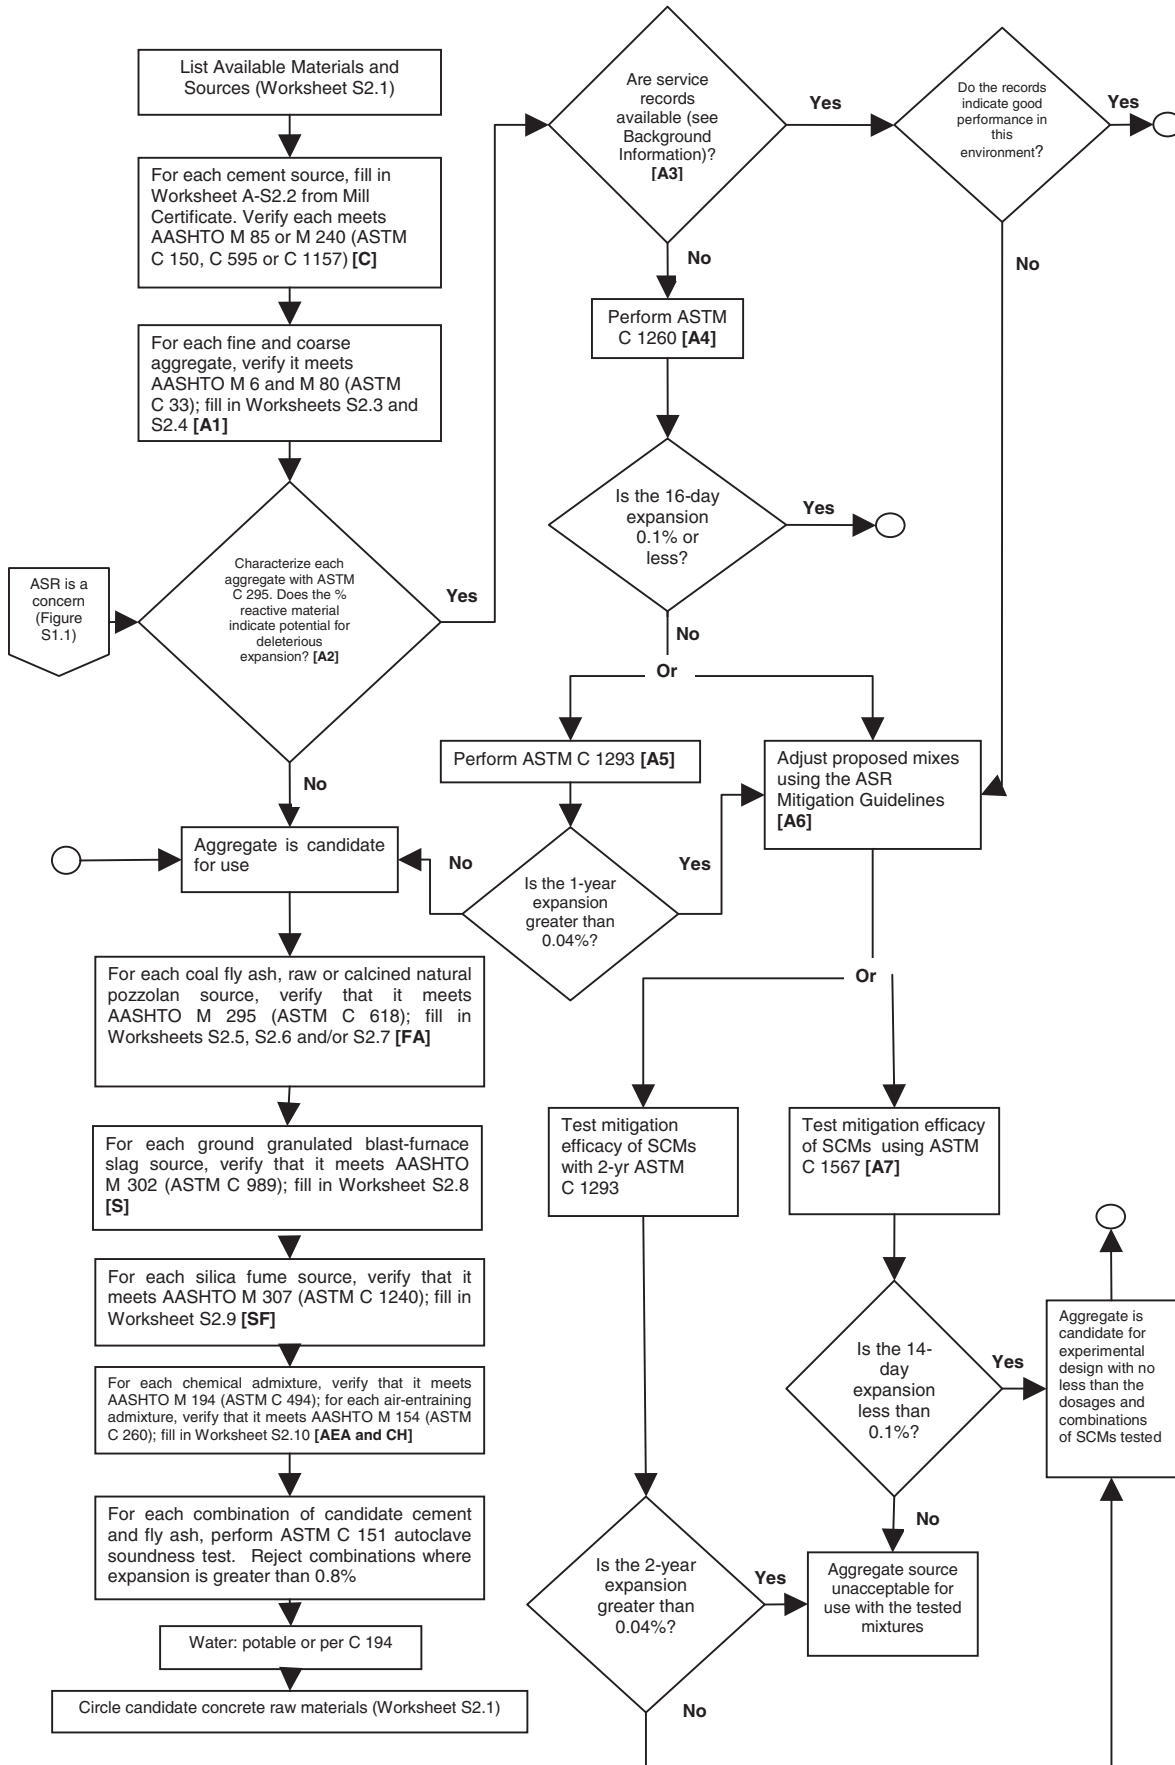 List Available Materials and
Sources (Worksheet S2.1)
For each cement source, fill in
Worksheet A-S2.2 from Mill
Certificate. Verify each meets
AASHTO M 85 or M 240 (ASTM
C 150, C 595 or C 1157) [C]
For each fine and coarse
aggregate, verify it meets
AASHTO M 6 and M 80 (ASTM
C 33); fill in Worksheets S2.3 and
S2.4 [A1]
ASR is a
concern
(Figure
S1.1)
Characterize each
aggregate with ASTM
C 295. Does the %
reactive material
indicate potential for
deleterious
expansion? [A2]
Yes
No
Are service
records
available (see
Background
Information)?
[A3]
Yes
No
Do the records
indicate good
performance in
this
environment?
Yes
No
Perform ASTM
C 1260 [A4]
Is the 16-day
expansion
0.1% or
less?
Yes
No
Or
Perform ASTM C 1293 [A5]
Adjust proposed mixes
using the ASR
Mitigation Guidelines
[A6]
Is the 1-year
expansion
greater than
0.04%?
No
Yes
Aggregate is candidate
for use
For each coal fly ash, raw or calcined natural
pozzolan source, verify that it meets
AASHTO M 295 (ASTM C 618); fill in
Worksheets S2.5, S2.6 and/or S2.7 [FA]
For each ground granulated blast-furnace
slag source, verify that it meets AASHTO
M 302 (ASTM C 989); fill in Worksheet S2.8
[S]
For each silica fume source, verify that it
meets AASHTO M 307 (ASTM C 1240); fill in
Worksheet S2.9 [SF]
For each chemical admixture, verify that it meets
AASHTO M 194 (ASTM C 494); for each air-entraining
admixture, verify that it meets AASHTO M 154 (ASTM
C 260); fill in Worksheet S2.10 [AEA and CH]
For each combination of candidate cement
and fly ash, perform ASTM C 151 autoclave
soundness test. Reject combinations where
expansion is greater than 0.8%
Water: potable or per C 194
Circle candidate concrete raw materials (Worksheet S2.1)
Or
Test mitigation
efficacy of SCMs
with 2-yr ASTM
C 1293
Test mitigation efficacy
of SCMs using ASTM
C 1567 [A7]
Is the 14-
day
expansion
less than
0.1%?
Yes
No
Aggregate is
candidate for
experimental
design with no
less than the
dosages and
combinations
of SCMs tested
Is the 2-year
expansion
greater than
0.04%?
Yes
No
Aggregate source
unacceptable for
use with the tested
mixtures